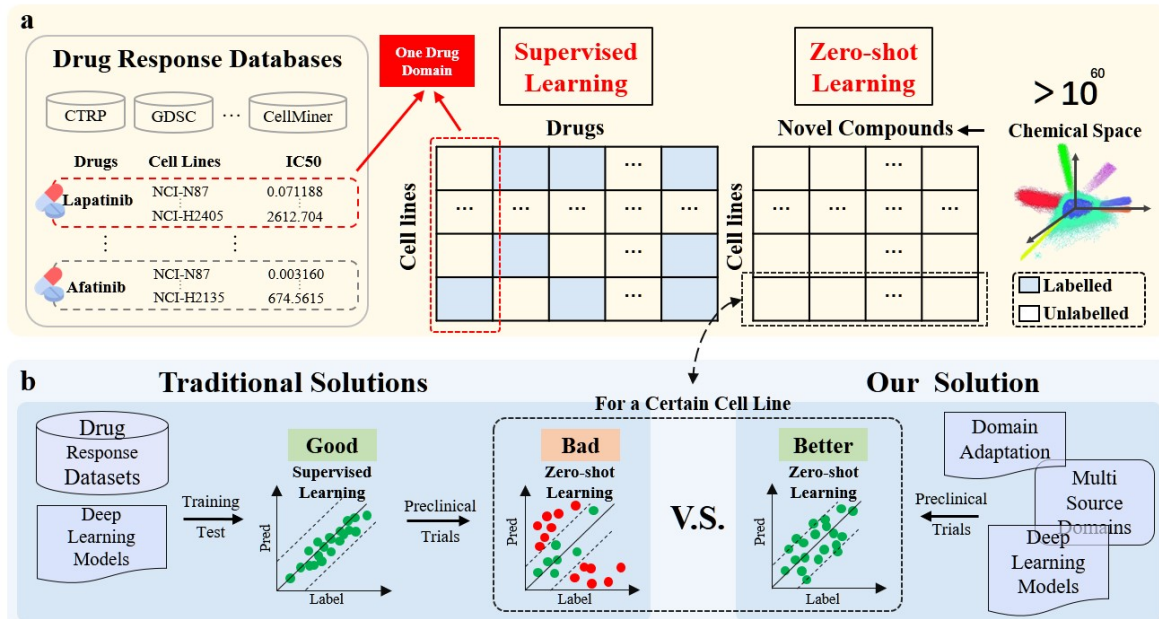 a
Drug Response Databases
CTRP
GDSC
...
CellMiner
Drugs Cell Lines IC50
Lapatinib
NCI-N87 0.071188
NCI-H2405 2612.704
Afatinib
NCI-N87 0.003160
NCI-H2135 674.5615
One Drug
Domain
Supervised
Learning
Drugs
Cell lines
...
... ... ... ... ...
...
...
Zero-shot
Learning
Novel Compounds
Cell lines
...
... ... ... ... ...
...
...
> 10^60
Chemical Space
Labelled
Unlabelled
b
Traditional Solutions
Our Solution
For a Certain Cell Line
Drug
Response
Datasets
Deep
Learning
Models
Training
Test
Good
Supervised
Learning
Pred
Label
Preclinical
Trials
Bad
Zero-shot
Learning
Pred
Label
V.S.
Better
Zero-shot
Learning
Pred
Label
Preclinical
Trials
Domain
Adaptation
Multi
Source
Domains
Deep
Learning
Models